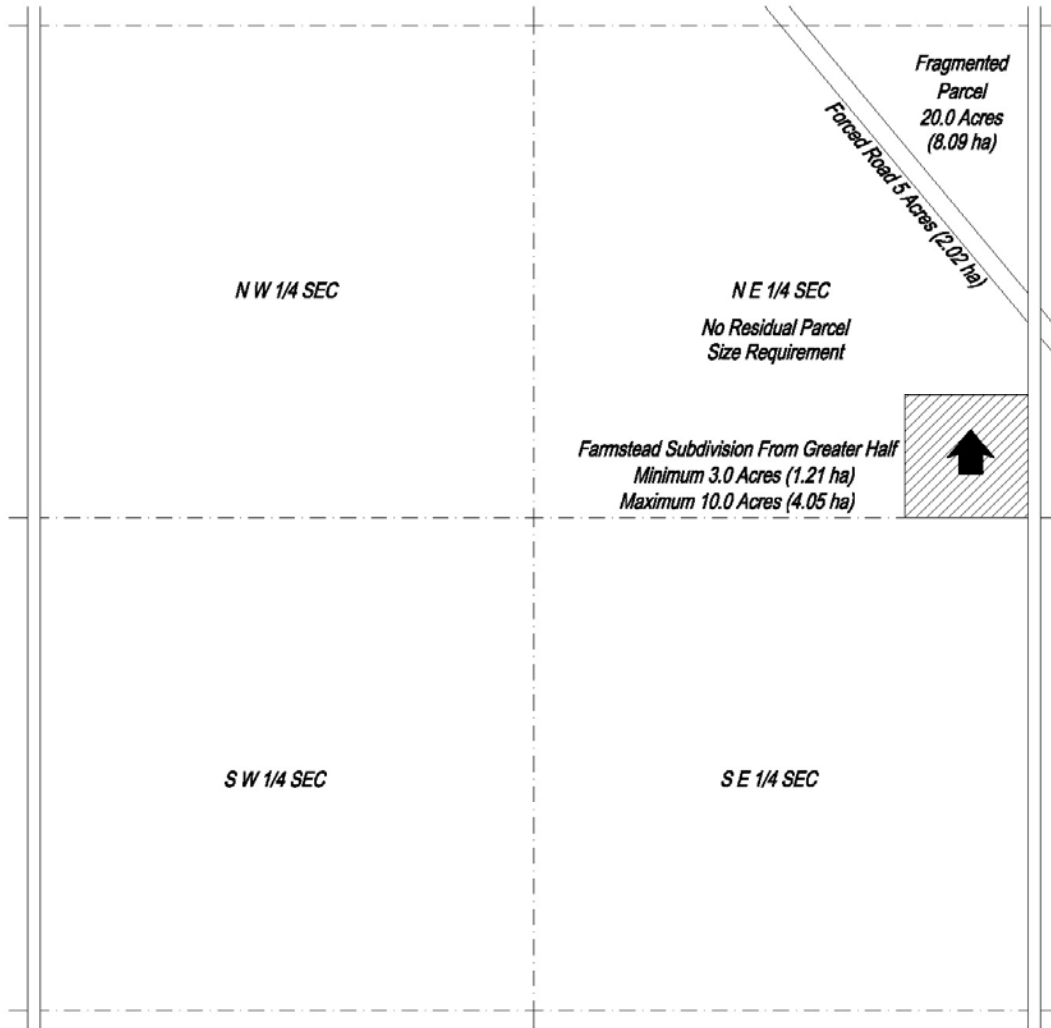 Fragmented
Parcel
20.0 Acres
(8.09 ha)
Forced Road 5 Acres (2.02 ha)
N W 1/4 SEC
N E 1/4 SEC
No Residual Parcel
Size Requirement
Farmstead Subdivision From Greater Half
Minimum 3.0 Acres (1.21 ha)
Maximum 10.0 Acres (4.05 ha)
S W 1/4 SEC
S E 1/4 SEC